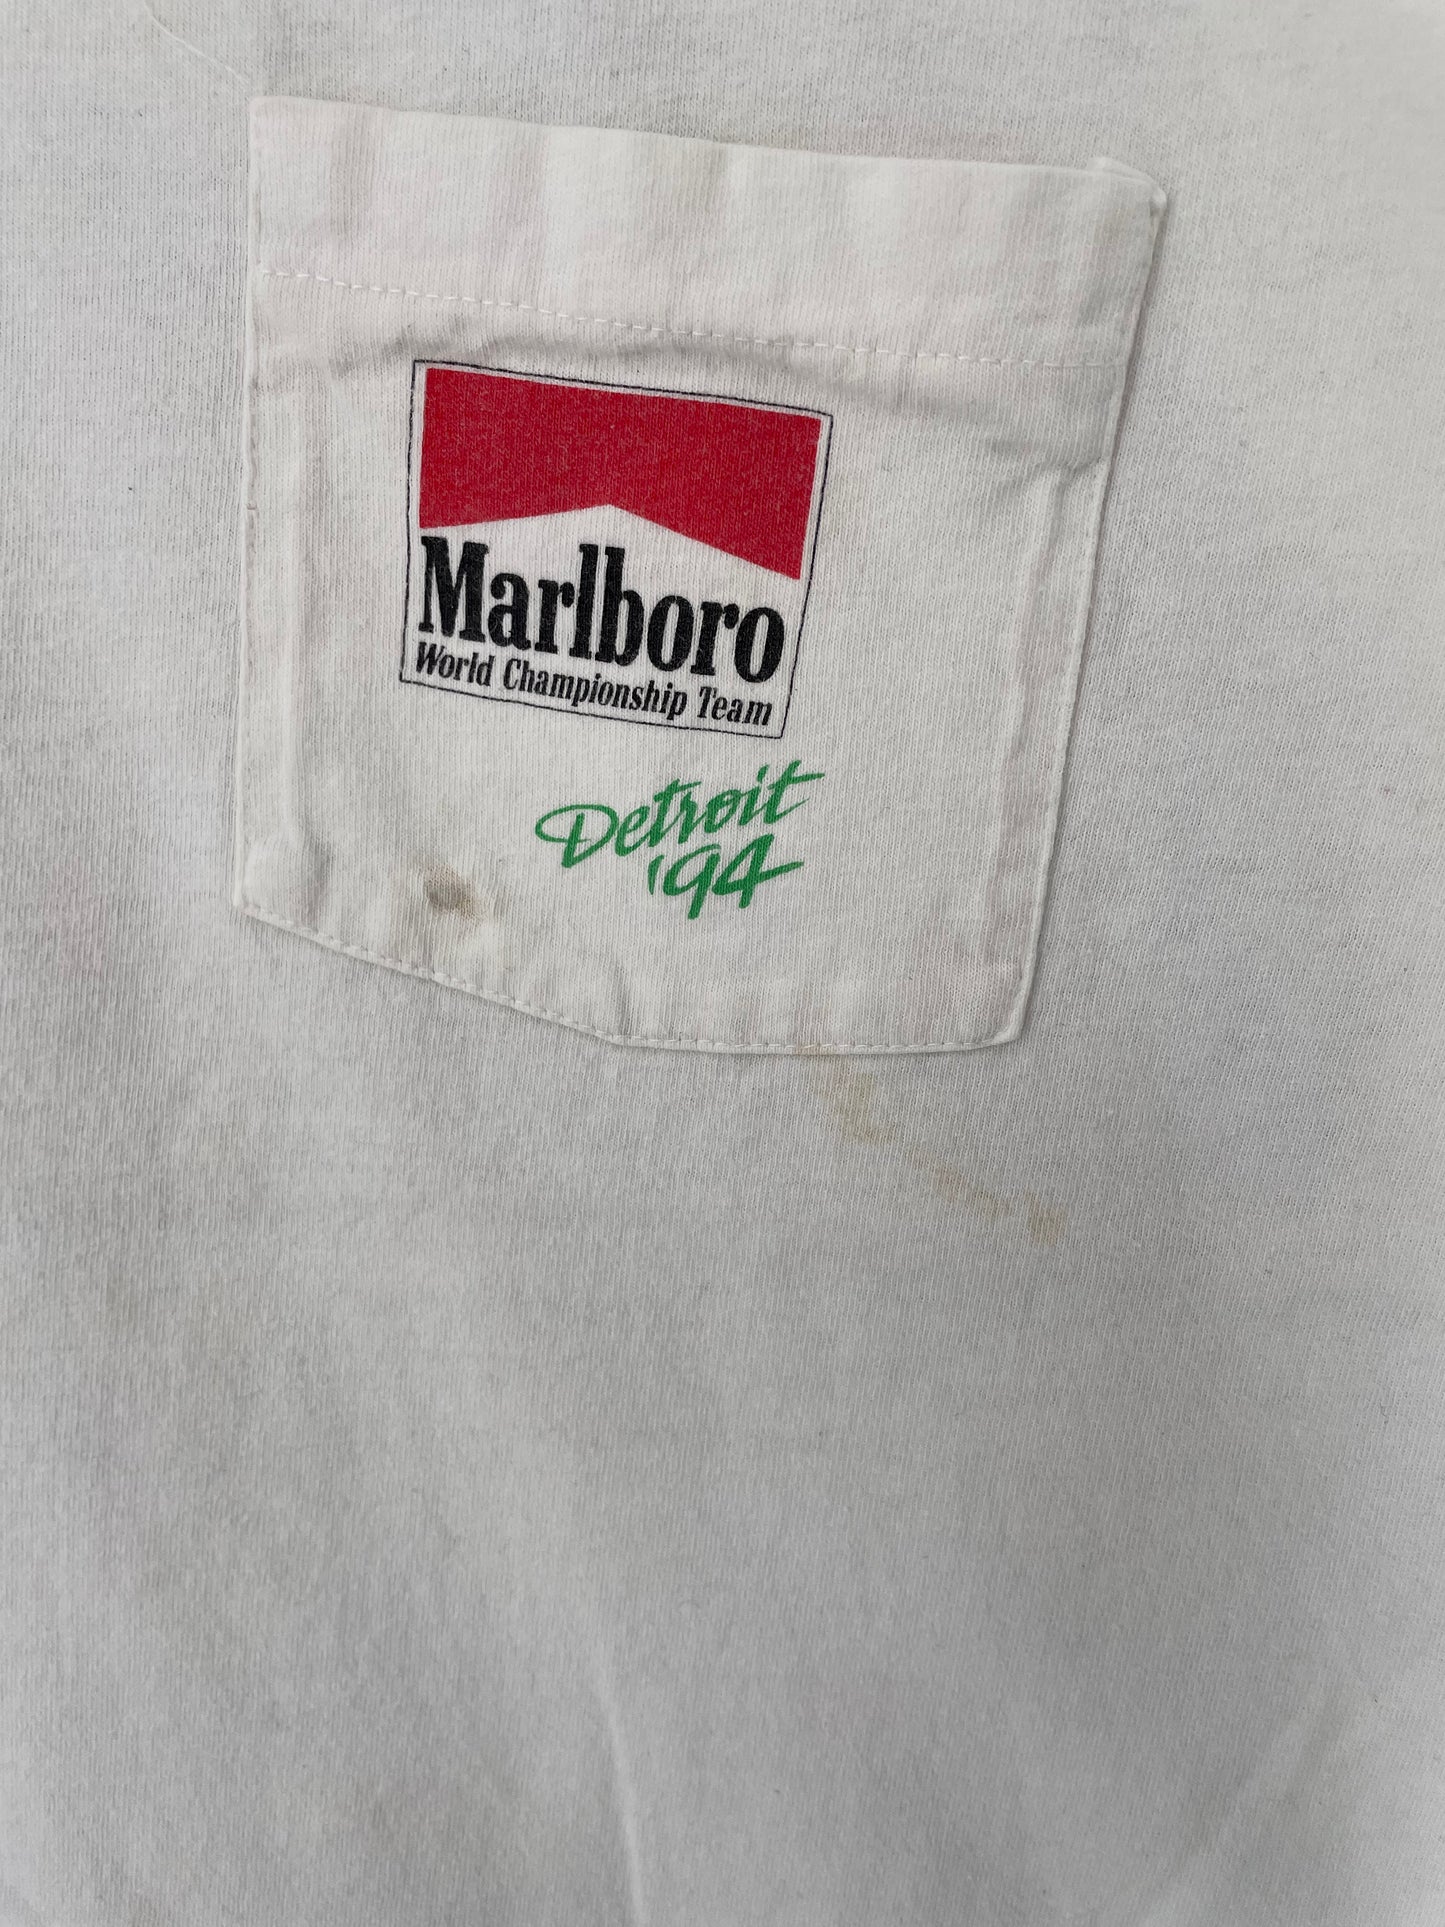 Marlboro
World Championship Team
Detroit
'94